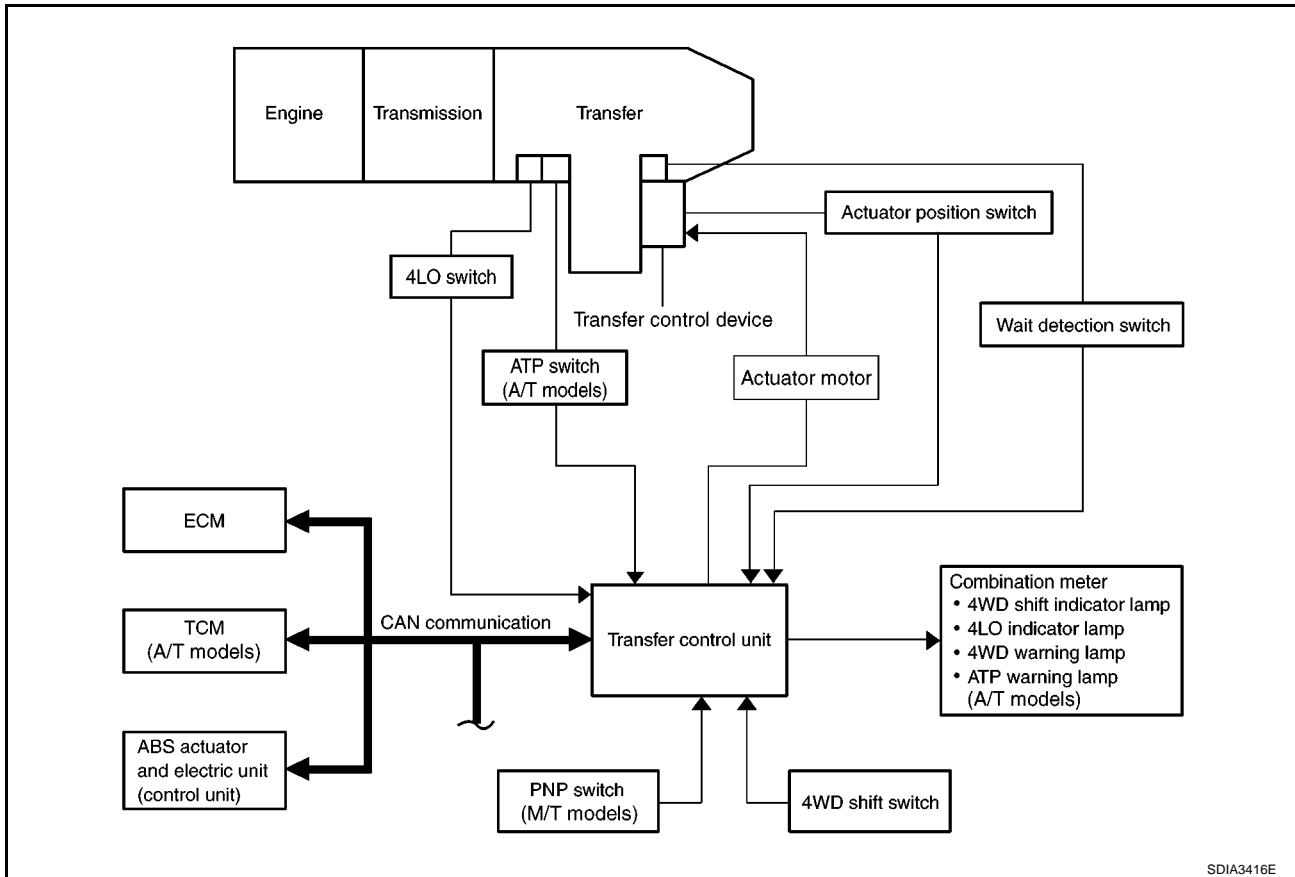 Engine
Transmission
Transfer
Actuator position switch
4LO switch
Transfer control device
Wait detection switch
ATP switch
(A/T models)
Actuator motor
ECM
TCM
(A/T models)
CAN communication
Transfer control unit
Combination meter
• 4WD shift indicator lamp
• 4LO indicator lamp
• 4WD warning lamp
• ATP warning lamp
(A/T models)
ABS actuator
and electric unit
(control unit)
PNP switch
(M/T models)
4WD shift switch
SDIA3416E